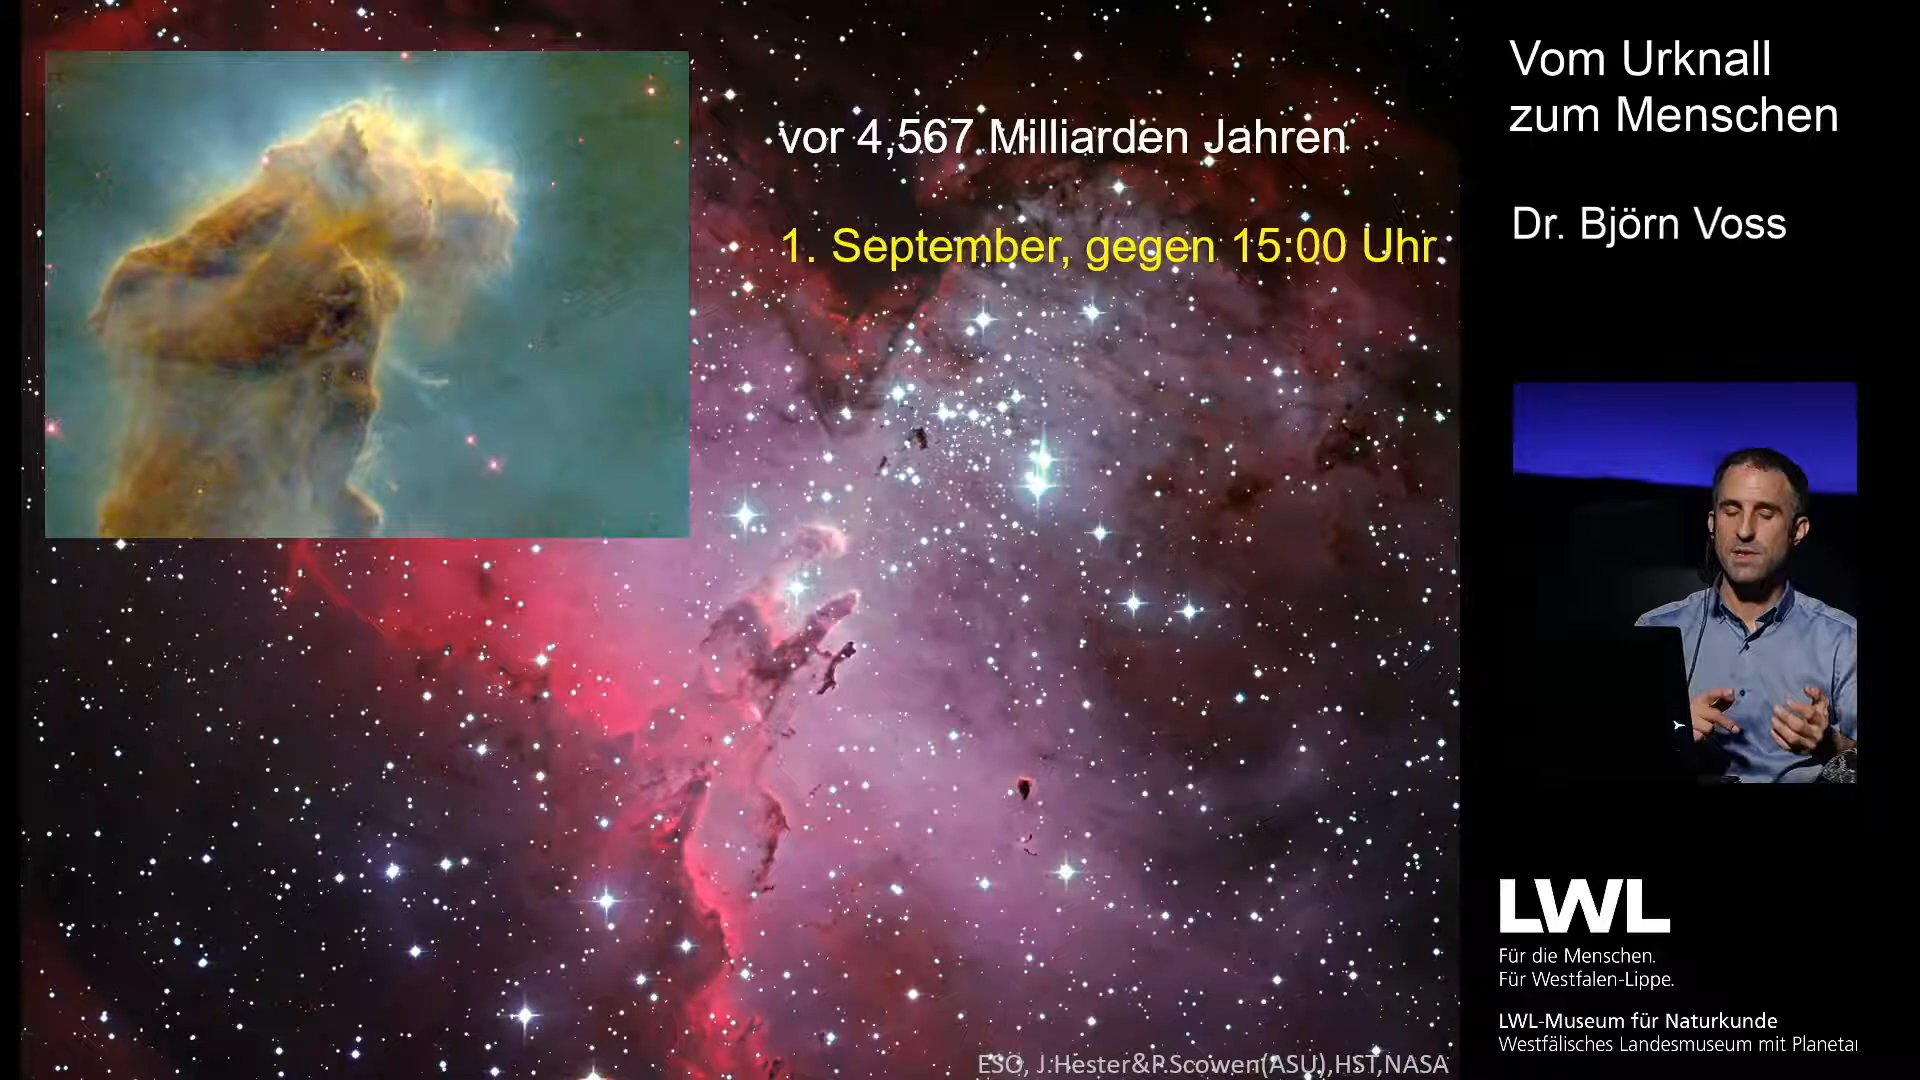 vor 4,567 Milliarden Jahren
1. September, gegen 15:00 Uhr
ESO, J.Hester&P.Scowen(ASU),HST,NASA
Vom Urknall
zum Menschen
Dr. Björn Voss
LWL
Für die Menschen.
Für Westfalen-Lippe.
LWL-Museum für Naturkunde
Westfälisches Landesmuseum mit Planetar